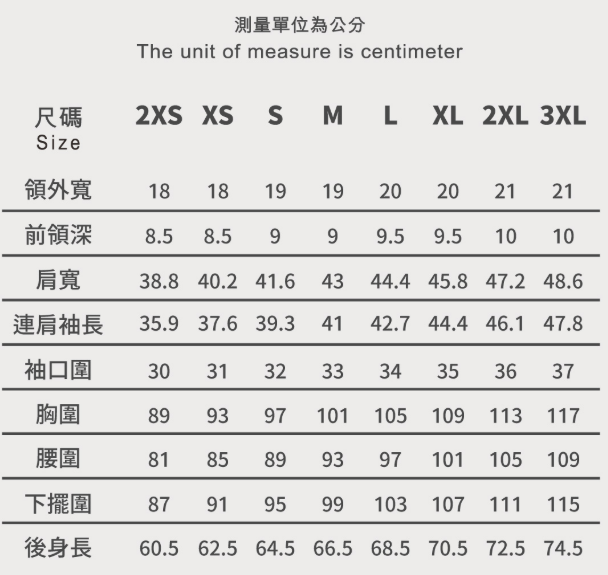 測量單位為公分
The unit of measure is centimeter
尺碼 2XS XS S M L XL 2XL 3XL
Size
領外寬 18 18 19 19 20 20 21 21
前領深 8.5 8.5 9 9 9.5 9.5 10 10
肩寬 38.8 40.2 41.6 43 44.4 45.8 47.2 48.6
連肩袖長 35.9 37.6 39.3 41 42.7 44.4 46.1 47.8
袖口圍 30 31 32 33 34 35 36 37
胸圍 89 93 97 101 105 109 113 117
腰圍 81 85 89 93 97 101 105 109
下擺圍 87 91 95 99 103 107 111 115
後身長 60.5 62.5 64.5 66.5 68.5 70.5 72.5 74.5